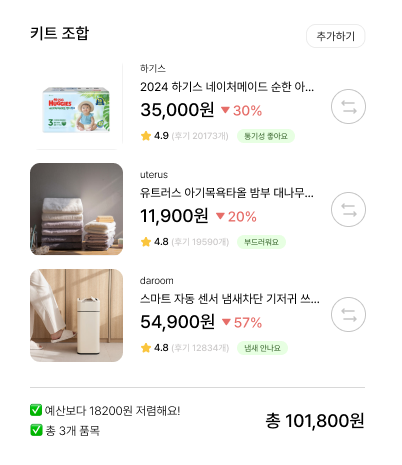 키트 조합
추가하기
HUGGIES
3
하기스
2024 하기스 네이처메이드 순한 아...
35,000원 ▼30%
4.9 (후기 20173개) 통기성 좋아요
uterus
유트러스 아기목욕타올 밤부 대나무...
11,900원 ▼20%
4.8 (후기 19590개) 부드러워요
daroom
스마트 자동 센서 냄새차단 기저귀 쓰...
54,900원 ▼57%
4.8 (후기 12834개) 냄새 안나요
✅ 예산보다 18200원 저렴해요!
✅ 총 3개 품목
총 101,800원